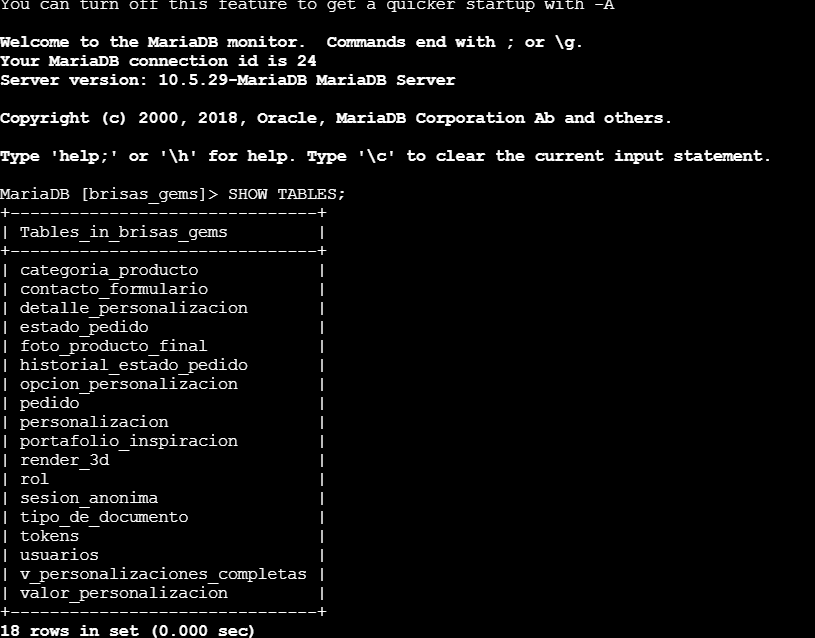 You can turn off this feature to get a quicker startup with -A

Welcome to the MariaDB monitor.  Commands end with ; or \g.
Your MariaDB connection id is 24
Server version: 10.5.29-MariaDB MariaDB Server

Copyright (c) 2000, 2018, Oracle, MariaDB Corporation Ab and others.

Type 'help;' or '\h' for help. Type '\c' to clear the current input statement.

MariaDB [brisas_gems]> SHOW TABLES;
+-------------------------------+
| Tables_in_brisas_gems         |
+-------------------------------+
| categoria_producto            |
| contacto_formulario           |
| detalle_personalizacion       |
| estado_pedido                 |
| foto_producto_final           |
| historial_estado_pedido       |
| opcion_personalizacion        |
| pedido                        |
| personalizacion               |
| portafolio_inspiracion        |
| render_3d                     |
| rol                           |
| sesion_anonima                |
| tipo_de_documento             |
| tokens                        |
| usuarios                      |
| v_personalizaciones_completas |
| valor_personalizacion         |
+-------------------------------+
18 rows in set (0.000 sec)